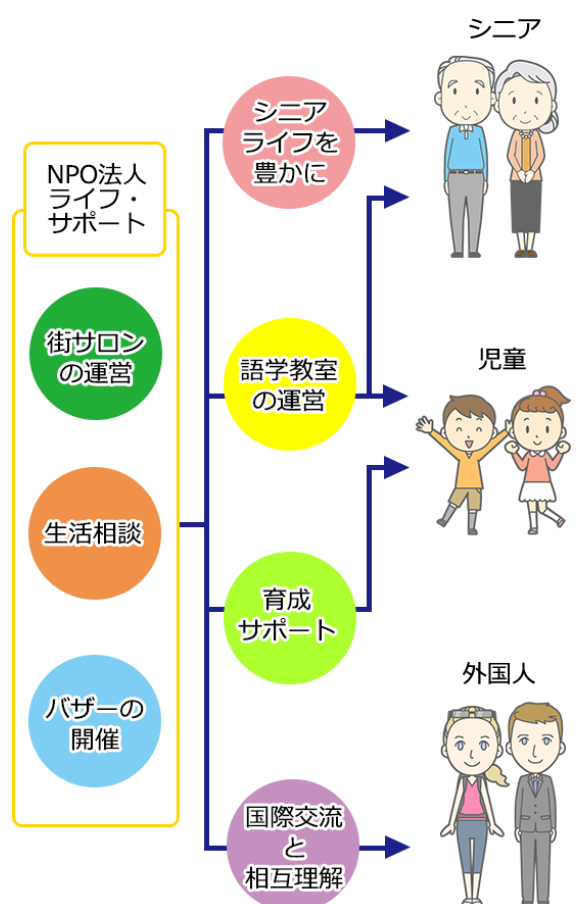 NPO法人
ライフ・
サポート
街サロン
の運営
生活相談
バザーの
開催
シニア
ライフを
豊かに
語学教室
の運営
育成
サポート
国際交流
と
相互理解
シニア
児童
外国人